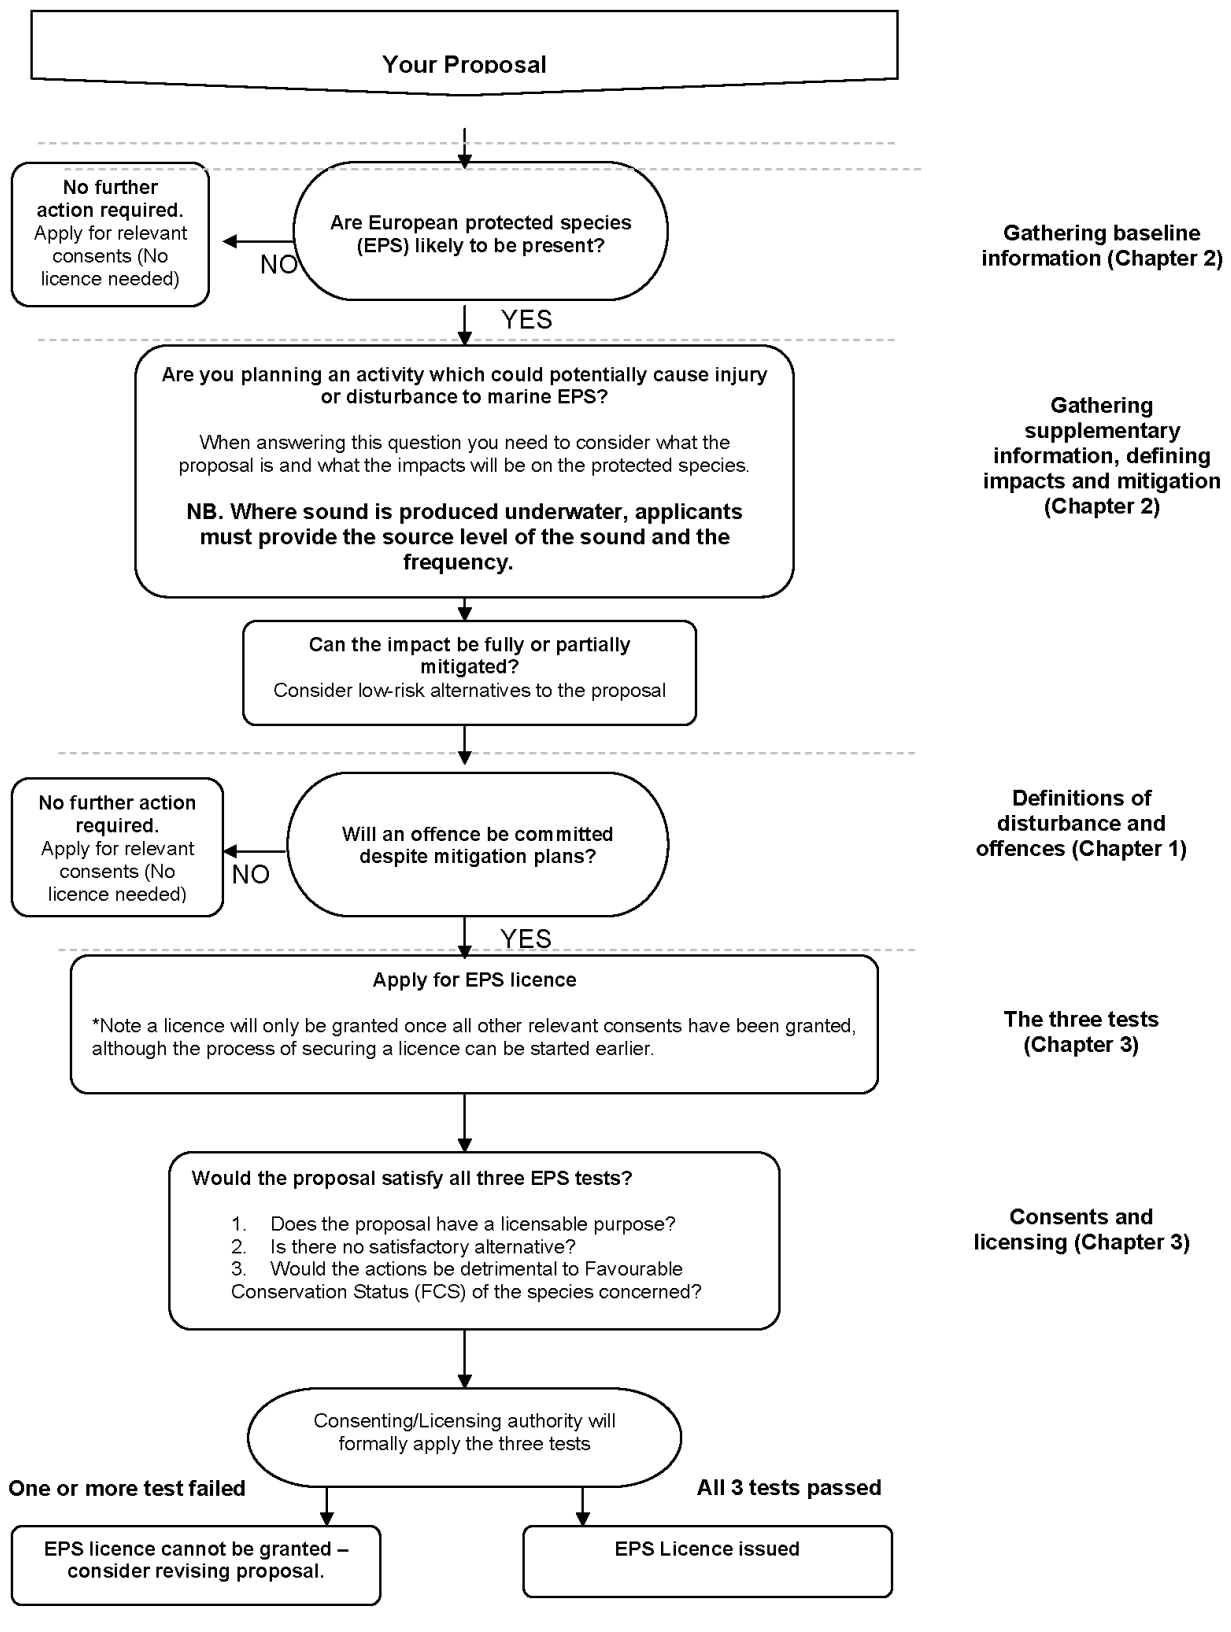 Your Proposal
No further
action required.
Apply for relevant
consents (No
licence needed)
Are European protected species
(EPS) likely to be present?
NO
Gathering baseline
information (Chapter 2)
YES
Are you planning an activity which could potentially cause injury
or disturbance to marine EPS?
When answering this question you need to consider what the
proposal is and what the impacts will be on the protected species.
NB. Where sound is produced underwater, applicants
must provide the source level of the sound and the
frequency.
Gathering
supplementary
information, defining
impacts and mitigation
(Chapter 2)
Can the impact be fully or partially
mitigated?
Consider low-risk alternatives to the proposal
No further action
required.
Apply for relevant
consents (No
licence needed)
NO
Will an offence be committed
despite mitigation plans?
Definitions of
disturbance and
offences (Chapter 1)
YES
Apply for EPS licence
*Note a licence will only be granted once all other relevant consents have been granted,
although the process of securing a licence can be started earlier.
The three tests
(Chapter 3)
Would the proposal satisfy all three EPS tests?
1. Does the proposal have a licensable purpose?
2. Is there no satisfactory alternative?
3. Would the actions be detrimental to Favourable
Conservation Status (FCS) of the species concerned?
Consents and
licensing (Chapter 3)
Consenting/Licensing authority will
formally apply the three tests
One or more test failed
All 3 tests passed
EPS licence cannot be granted –
consider revising proposal.
EPS Licence issued